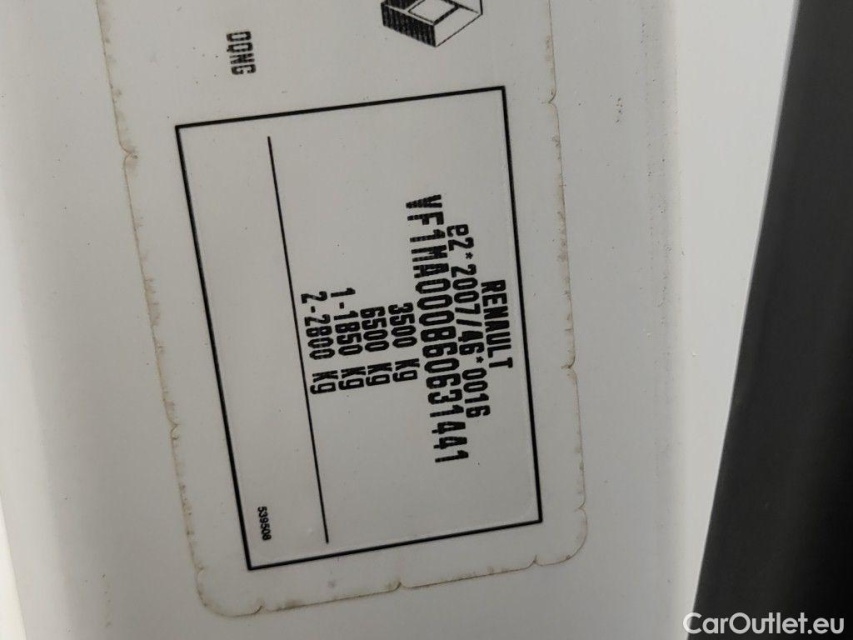 RENAULT
e2*2007/46*0016
VF1MA000860631441
3500 Kg
6500 Kg
1-1850 Kg
2-2800 Kg
539508
DQNG
CarOutlet.eu